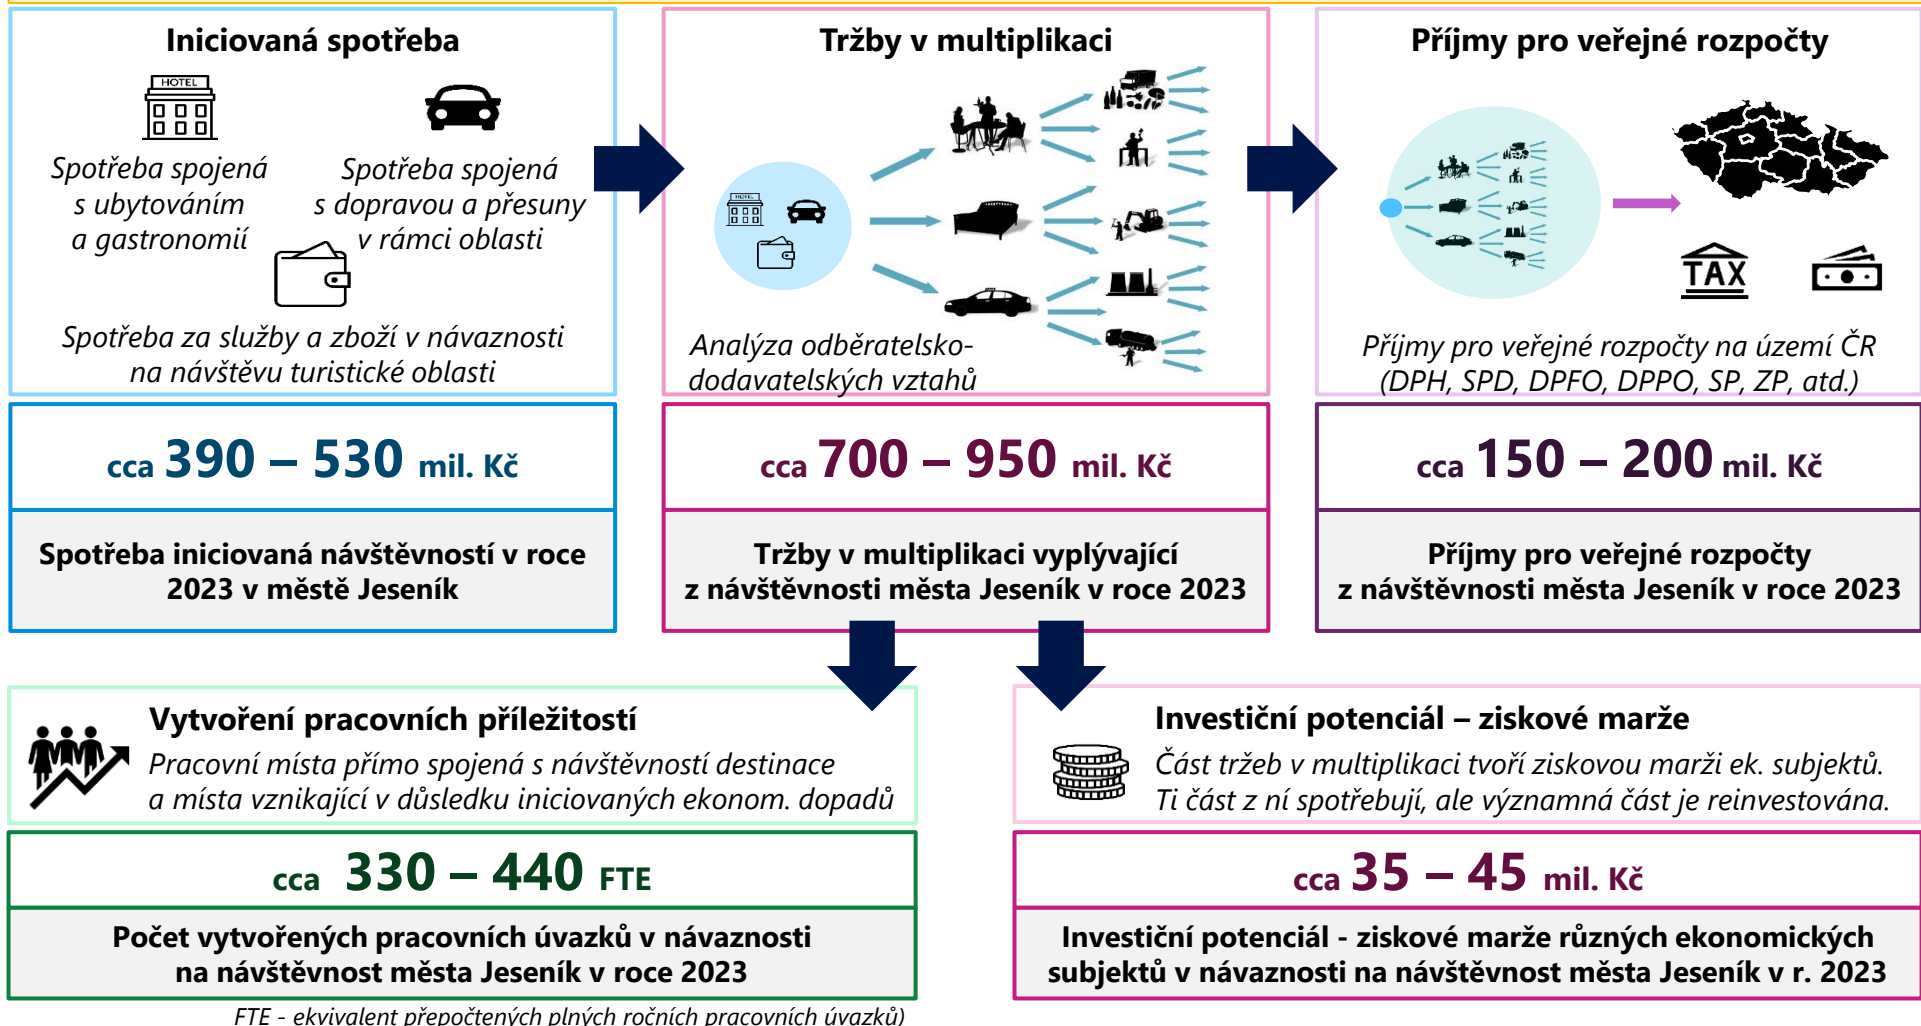 Iniciovaná spotřeba
HOTEL
Spotřeba spojená
s ubytováním
a gastronomií
Spotřeba spojená
s dopravou a přesuny
v rámci oblasti
Spotřeba za služby a zboží v návaznosti
na návštěvu turistické oblasti
cca 390 – 530 mil. Kč
Spotřeba iniciovaná návštěvností v roce
2023 v městě Jeseník
Tržby v multiplikaci
HOTEL
Analýza odběratelsko-
dodavatelských vztahů
cca 700 – 950 mil. Kč
Tržby v multiplikaci vyplývající
z návštěvnosti města Jeseník v roce 2023
Příjmy pro veřejné rozpočty
TAX
Příjmy pro veřejné rozpočty na území ČR
(DPH, SPD, DPFO, DPPO, SP, ZP, atd.)
cca 150 – 200 mil. Kč
Příjmy pro veřejné rozpočty
z návštěvnosti města Jeseník v roce 2023
Vytvoření pracovních příležitostí
Pracovní místa přímo spojená s návštěvností destinace
a místa vznikající v důsledku iniciovaných ekonom. dopadů
cca 330 – 440 FTE
Počet vytvořených pracovních úvazků v návaznosti
na návštěvnost města Jeseník v roce 2023
FTE - ekvivalent přepočtených plných ročních pracovních úvazků)
Investiční potenciál – ziskové marže
Část tržeb v multiplikaci tvoří ziskovou marži ek. subjektů.
Ti část z ní spotřebují, ale významná část je reinvestována.
cca 35 – 45 mil. Kč
Investiční potenciál - ziskové marže různých ekonomických
subjektů v návaznosti na návštěvnost města Jeseník v r. 2023